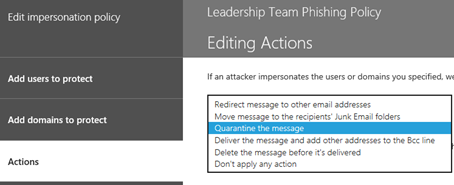 Edit impersonation policy
Leadership Team Phishing Policy
Editing Actions
Add users to protect
Add domains to protect
Actions
If an attacker impersonates the users or domains you specified, we
Redirect message to other email addresses
Move message to the recipients' Junk Email folders
Quarantine the message
Deliver the message and add other addresses to the Bcc line
Delete the message before it's delivered
Don't apply any action